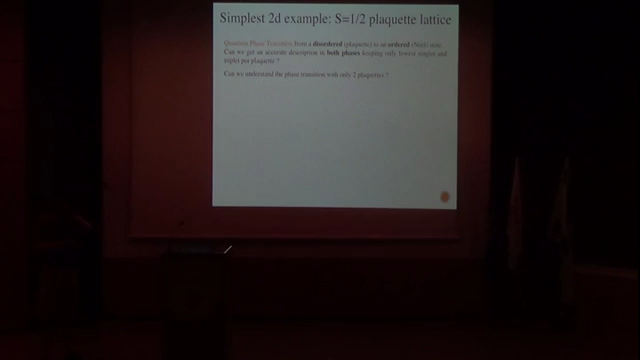 Simplest 2d example: S=1/2 plaquette lattice
Quantum Phase Transition from a disordered (plaquette) to an ordered (Néel) state.
Can we get an accurate description in both phases keeping only lowest singlet and
triplet per plaquette ?
Can we understand the phase transition with only 2 plaquettes ?